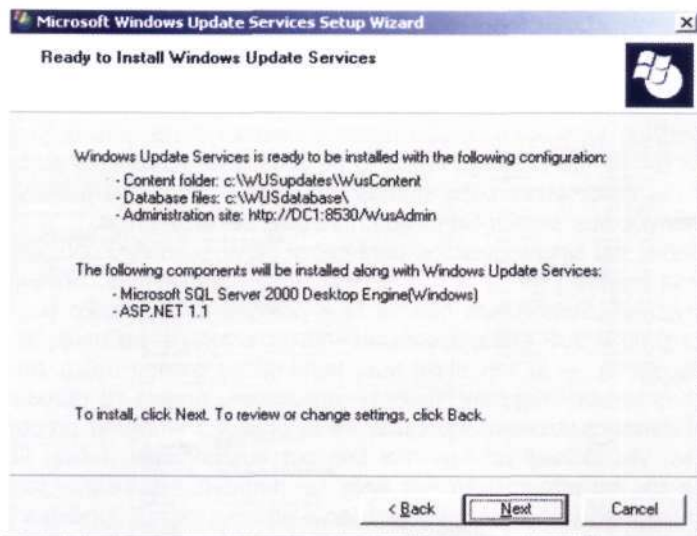 Microsoft Windows Update Services Setup Wizard
Ready to Install Windows Update Services
Windows Update Services is ready to be installed with the following configuration:
- Content folder: c:\WUSupdates\WusContent
- Database files: c:\WUSdatabase\
- Administration site: http://DC1:8530/WusAdmin
The following components will be installed along with Windows Update Services:
- Microsoft SQL Server 2000 Desktop Engine(Windows)
- ASP.NET 1.1
To install, click Next. To review or change settings, click Back.
< Back Next Cancel